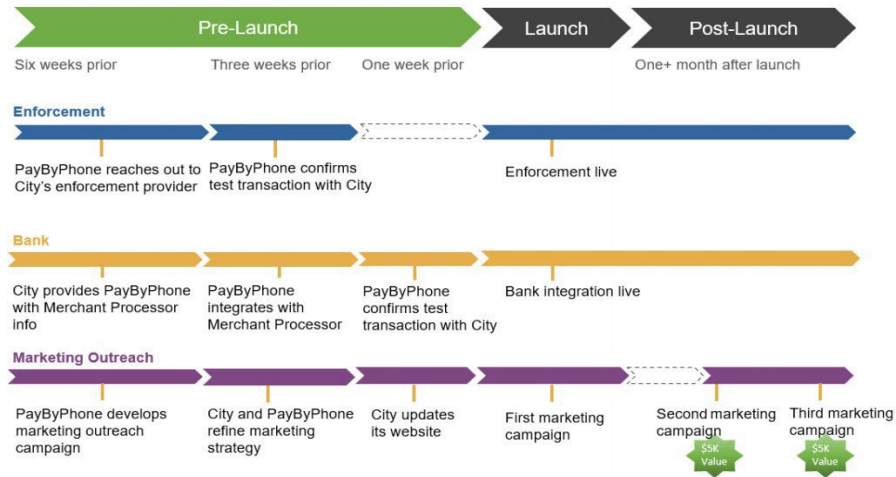 Pre-Launch
Launch
Post-Launch
Six weeks prior
Three weeks prior
One week prior
One+ month after launch
Enforcement
PayByPhone reaches out to
City's enforcement provider
PayByPhone confirms
test transaction with City
Enforcement live
Bank
City provides PayByPhone
with Merchant Processor
info
PayByPhone
integrates with
Merchant Processor
PayByPhone
confirms test
transaction with City
Bank integration live
Marketing Outreach
PayByPhone develops
marketing outreach
campaign
City and PayByPhone
refine marketing
strategy
City updates
its website
First marketing
campaign
Second marketing
campaign
$5K
Value
Third marketing
campaign
$5K
Value